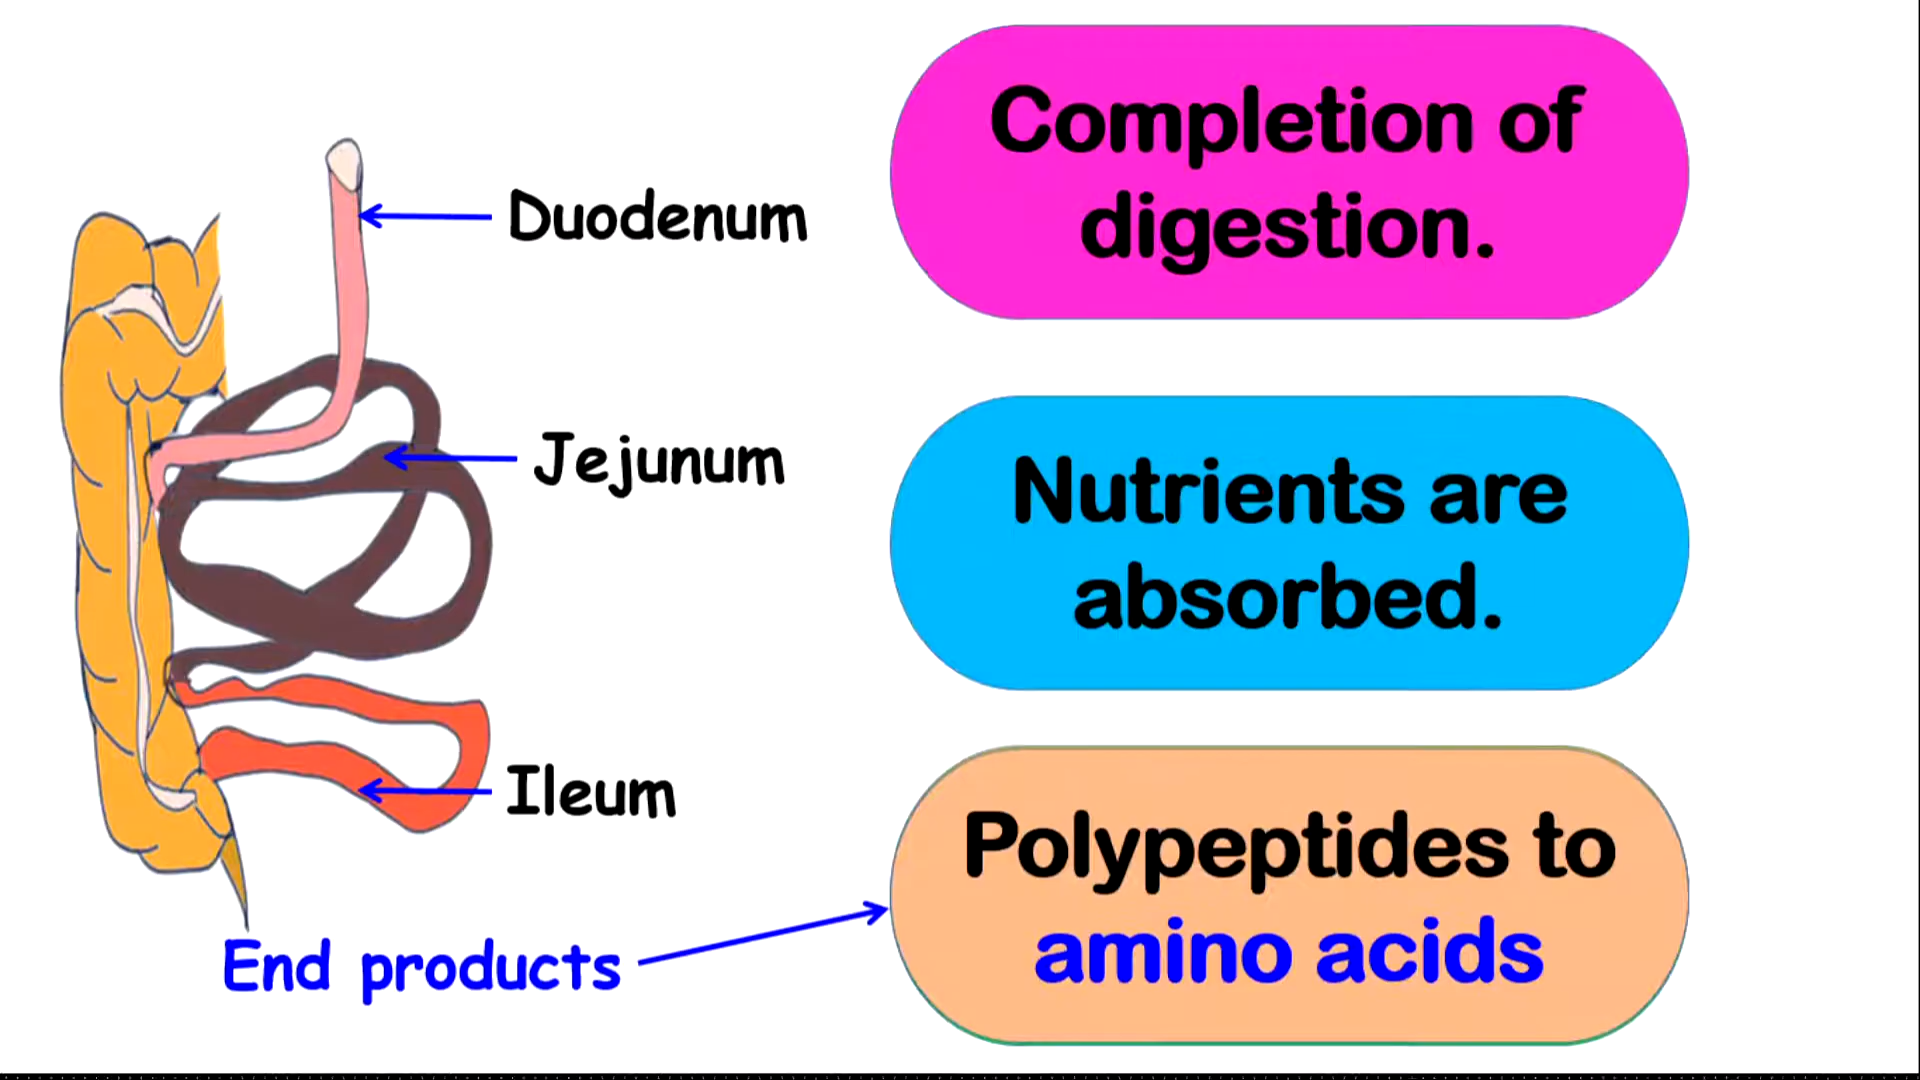 Completion of
digestion.
Duodenum
Nutrients are
absorbed.
Jejunum
Ileum
Polypeptides to
amino acids
End products